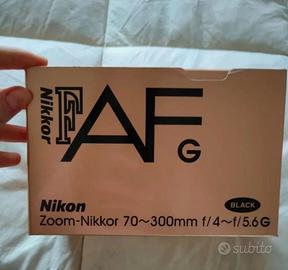 Nikkor
F AF G
Nikon
BLACK
Zoom-Nikkor 70~300mm f/4~f/5.6G
subito